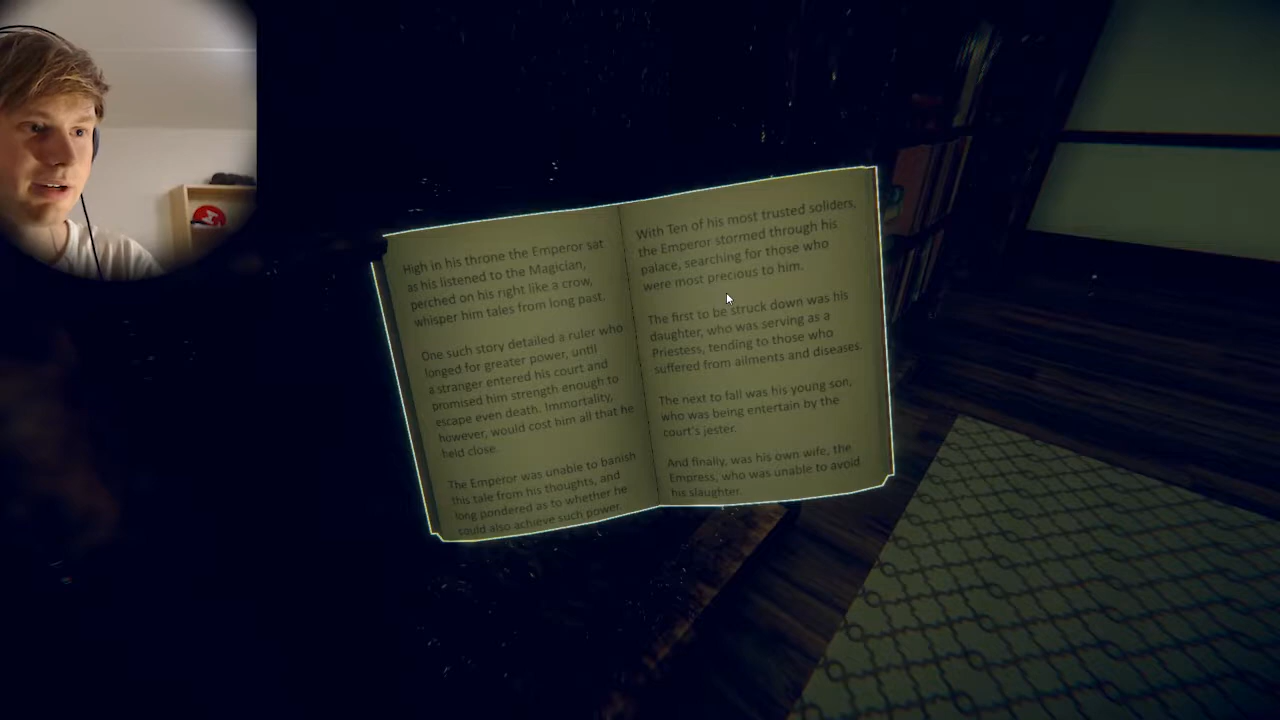 High in his throne the Emperor sat
as his listened to the Magician,
perched on his right like a crow,
whisper him tales from long past.
One such story detailed a ruler who
longed for greater power, until
a stranger entered his court and
promised him strength enough to
escape even death. Immortality,
however, would cost him all that he
held close.
The Emperor was unable to banish
this tale from his thoughts, and
long pondered as to whether he
could also achieve such power.
With Ten of his most trusted soliders,
the Emperor stormed through his
palace, searching for those who
were most precious to him.
The first to be struck down was his
daughter, who was serving as a
Priestess, tending to those who
suffered from ailments and diseases.
The next to fall was his young son,
who was being entertain by the
court's jester.
And finally, was his own wife, the
Empress, who was unable to avoid
his slaughter.